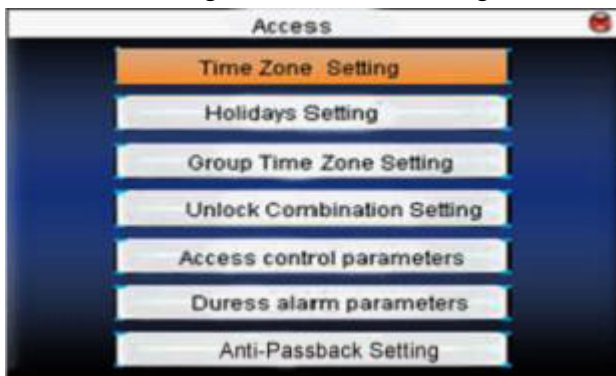 Access
Time Zone Setting
Holidays Setting
Group Time Zone Setting
Unlock Combination Setting
Access control parameters
Duress alarm parameters
Anti-Passback Setting